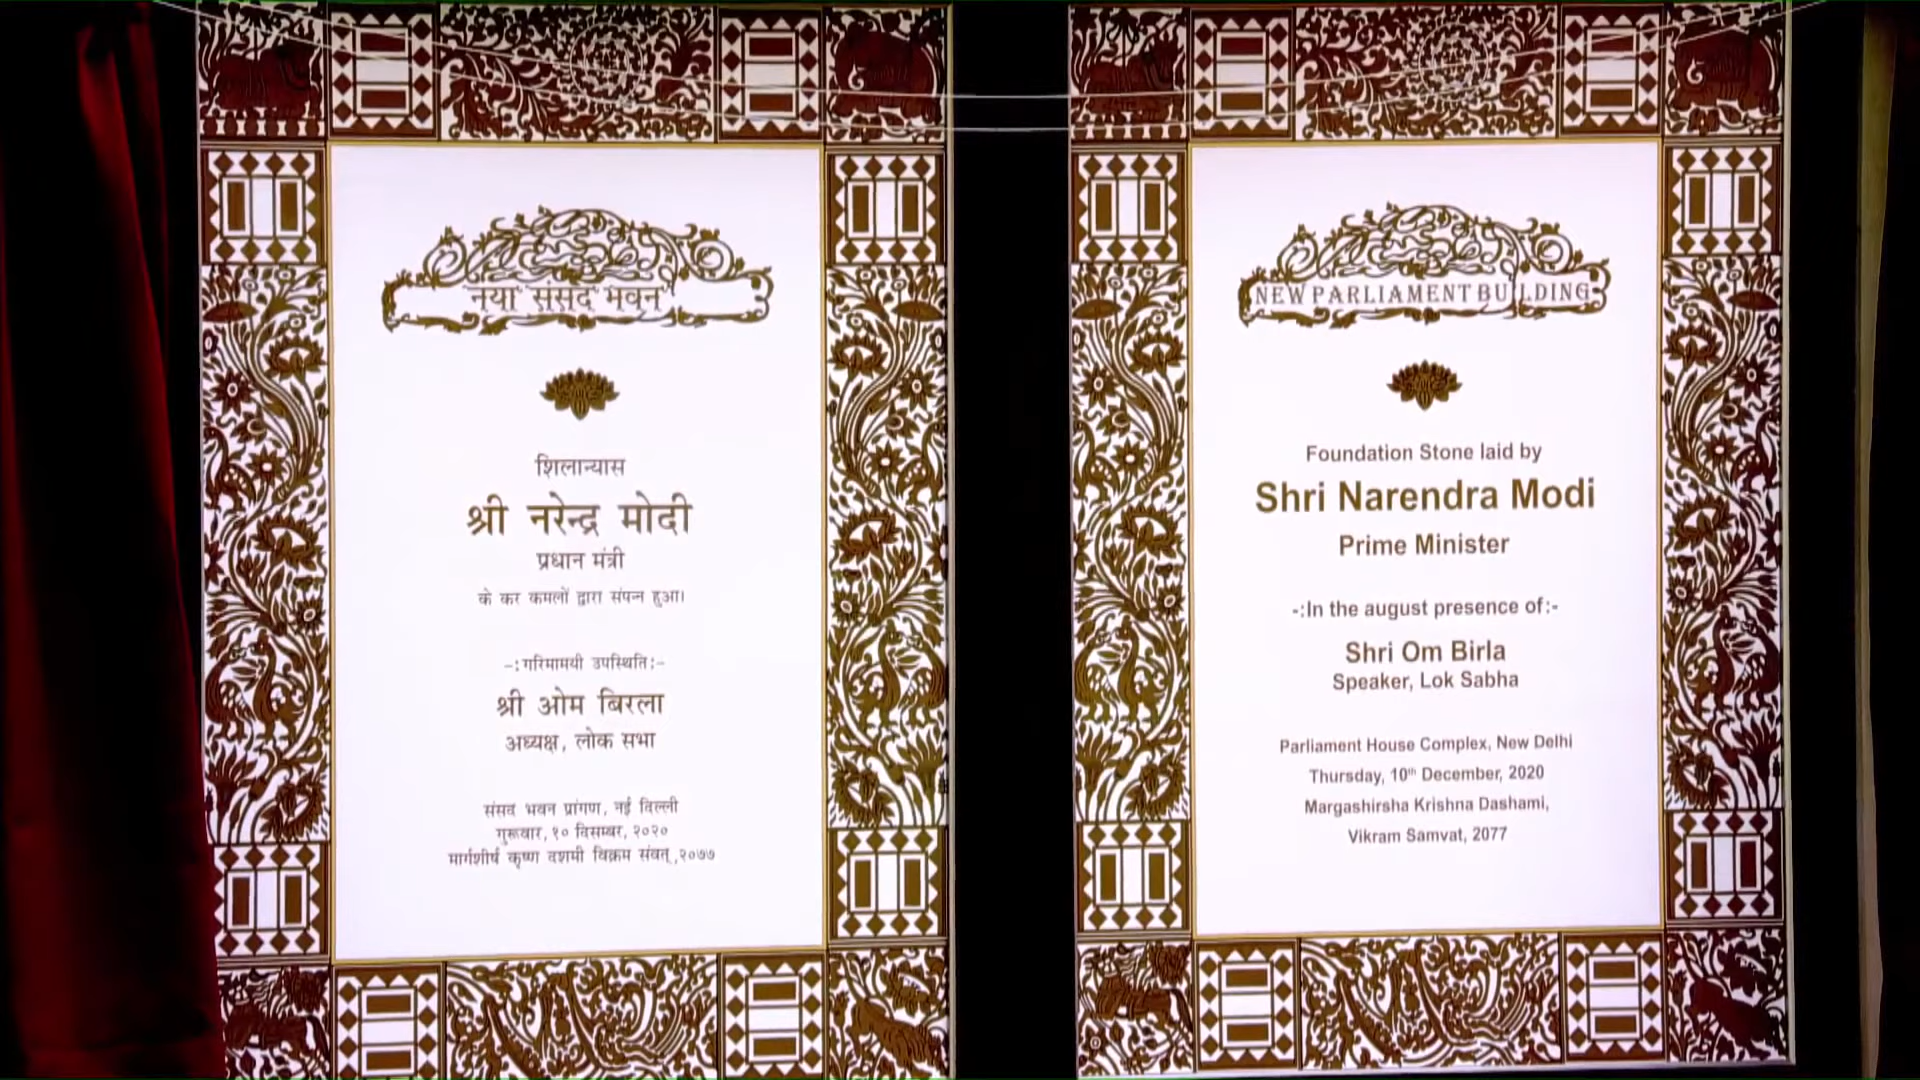 नया संसद भवन
शिलान्यास
श्री नरेन्द्र मोदी
प्रधान मंत्री
के कर कमलों द्वारा संपन्न हुआ।
-:गरिमामयी उपस्थिति:-
श्री ओम बिरला
अध्यक्ष, लोक सभा
संसद भवन प्रांगण, नई दिल्ली
गुरूवार, १० दिसम्बर, २०२०
मार्गशीर्ष कृष्ण दशमी विक्रम संवत् ,२०७७
NEW PARLIAMENT BUILDING
Foundation Stone laid by
Shri Narendra Modi
Prime Minister
-:In the august presence of:-
Shri Om Birla
Speaker, Lok Sabha
Parliament House Complex, New Delhi
Thursday, 10th December, 2020
Margashirsha Krishna Dashami,
Vikram Samvat, 2077